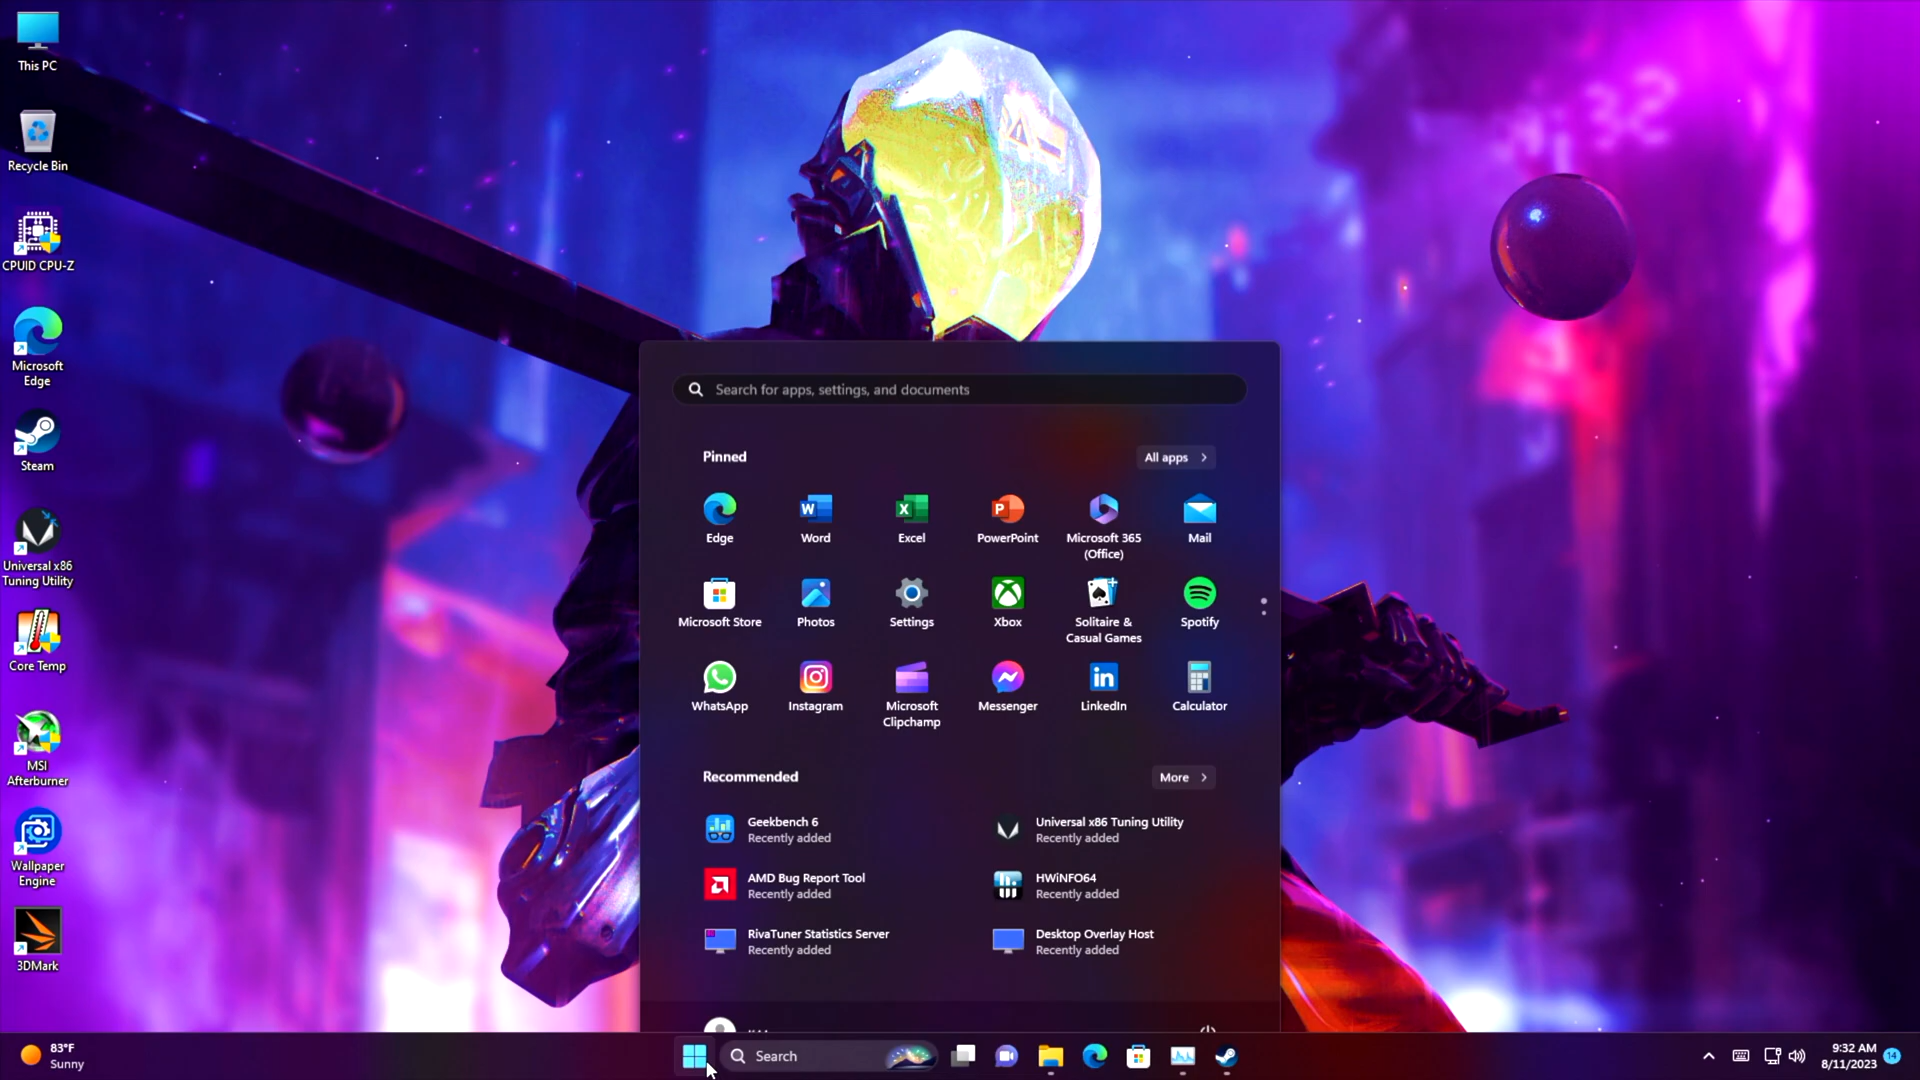 This PC
Recycle Bin
CPUID CPU-Z
Microsoft
Edge
Steam
Universal x86
Tuning Utility
Core Temp
MSI
Afterburner
Wallpaper
Engine
3DMark
9:32
Search for apps, settings, and documents
Pinned
All apps
Edge
Word
Excel
PowerPoint
Microsoft 365
(Office)
Mail
Microsoft Store
Photos
Settings
Xbox
Solitaire &
Casual Games
Spotify
WhatsApp
Instagram
Microsoft
Clipchamp
Messenger
LinkedIn
Calculator
Recommended
More
Geekbench 6
Recently added
Universal x86 Tuning Utility
Recently added
AMD Bug Report Tool
Recently added
HWiNFO64
Recently added
RivaTuner Statistics Server
Recently added
Desktop Overlay Host
Recently added
83°F
Sunny
Search
9:32 AM
8/11/2023
14